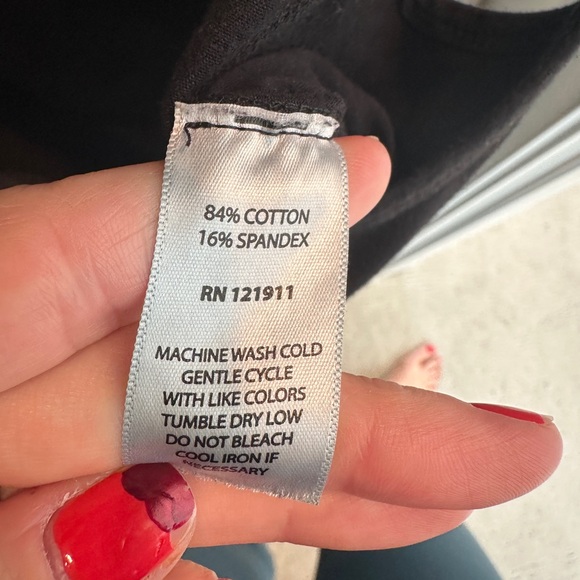 84% COTTON
16% SPANDEX
RN 121911
MACHINE WASH COLD
GENTLE CYCLE
WITH LIKE COLORS
TUMBLE DRY LOW
DO NOT BLEACH
COOL IRON IF
NECESSARY